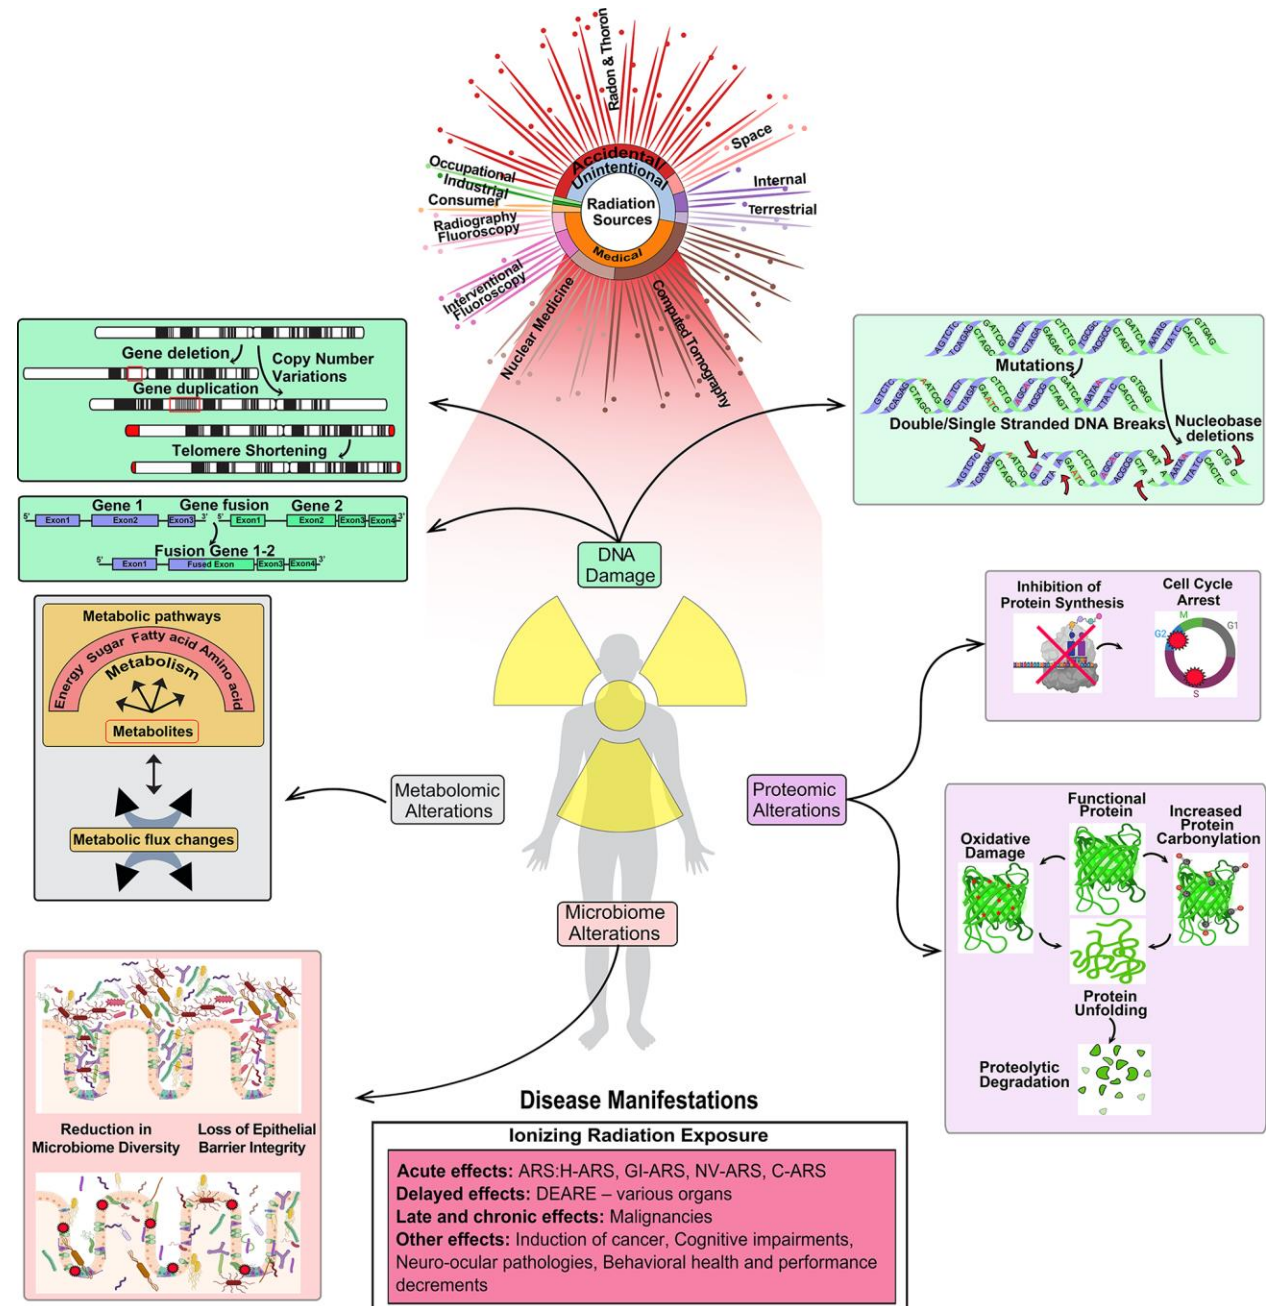 Radon & Thoron
Space
Internal
Terrestrial
Occupational
Industrial
Consumer
Radiography
Fluoroscopy
Interventional
Fluoroscopy
Nuclear Medicine
Computed Tomography
Accidental/
Unintentional
Radiation
Sources
Medical
Gene deletion
Copy Number
Variations
Gene duplication
Telomere Shortening
Gene 1
Gene fusion
Gene 2
5' Exon1 Exon2 Exon3 3'
5' Exon1 Exon2 Exon3 Exon4
Fusion Gene 1-2
5' Exon1 Fused Exon Exon3 Exon4 3'
Mutations
Double/Single Stranded DNA Breaks
Nucleobase
deletions
DNA
Damage
Metabolic pathways
Energy Sugar Fatty acid Amino acid
Metabolism
Metabolites
Metabolic flux changes
Metabolomic
Alterations
Proteomic
Alterations
Inhibition of
Protein Synthesis
Cell Cycle
Arrest
M
G1
G2
S
Functional
Protein
Oxidative
Damage
Increased
Protein
Carbonylation
Protein
Unfolding
Proteolytic
Degradation
Microbiome
Alterations
Reduction in
Microbiome Diversity
Loss of Epithelial
Barrier Integrity
Disease Manifestations
Ionizing Radiation Exposure
Acute effects: ARS:H-ARS, GI-ARS, NV-ARS, C-ARS
Delayed effects: DEARE – various organs
Late and chronic effects: Malignancies
Other effects: Induction of cancer, Cognitive impairments,
Neuro-ocular pathologies, Behavioral health and performance
decrements